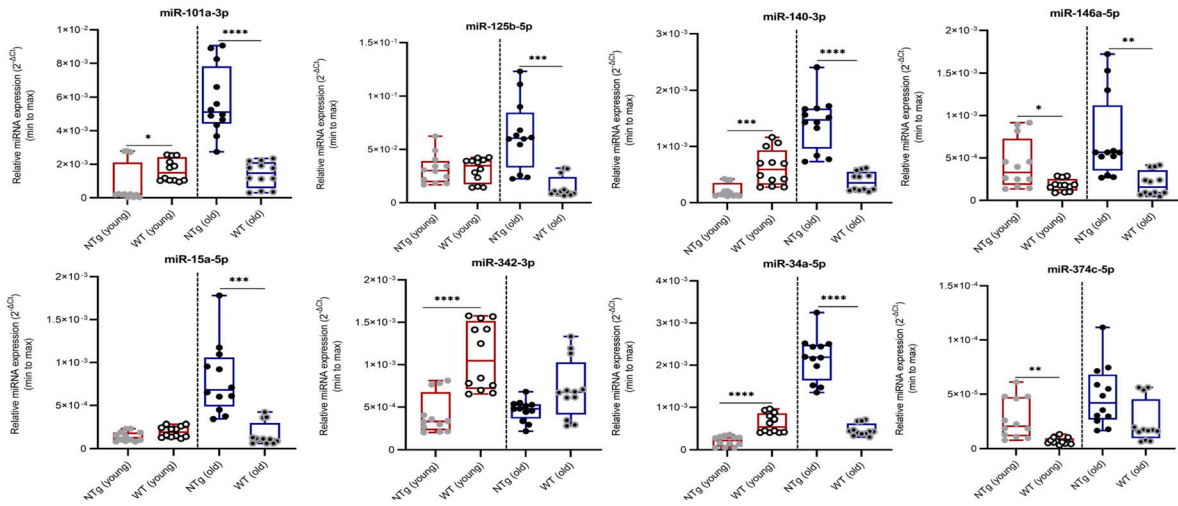 miR-101a-3p
Relative miRNA expression (2^-ΔCt)
(min to max)
1×10^-2
8×10^-3
6×10^-3
4×10^-3
2×10^-3
0
*
****
NTg (young)
WT (young)
NTg (old)
WT (old)
miR-125b-5p
Relative miRNA expression (2^-ΔCt)
(min to max)
1.5×10^-1
1×10^-1
5×10^-2
0
***
NTg (young)
WT (young)
NTg (old)
WT (old)
miR-140-3p
Relative miRNA expression (2^-ΔCt)
(min to max)
3×10^-3
2×10^-3
1×10^-3
0
***
****
NTg (young)
WT (young)
NTg (old)
WT (old)
miR-146a-5p
Relative miRNA expression (2^-ΔCt)
(min to max)
2×10^-3
1.5×10^-3
1×10^-3
5×10^-4
0
*
**
NTg (young)
WT (young)
NTg (old)
WT (old)
miR-15a-5p
Relative miRNA expression (2^-ΔCt)
(min to max)
2×10^-3
1.5×10^-3
1×10^-3
5×10^-4
0
***
NTg (young)
WT (young)
NTg (old)
WT (old)
miR-342-3p
Relative miRNA expression (2^-ΔCt)
(min to max)
2×10^-3
1.5×10^-3
1×10^-3
5×10^-4
0
****
NTg (young)
WT (young)
NTg (old)
WT (old)
miR-34a-5p
Relative miRNA expression (2^-ΔCt)
(min to max)
4×10^-3
3×10^-3
2×10^-3
1×10^-3
0
****
****
NTg (young)
WT (young)
NTg (old)
WT (old)
miR-374c-5p
Relative miRNA expression (2^-ΔCt)
(min to max)
1.5×10^-4
1×10^-4
5×10^-5
0
**
NTg (young)
WT (young)
NTg (old)
WT (old)